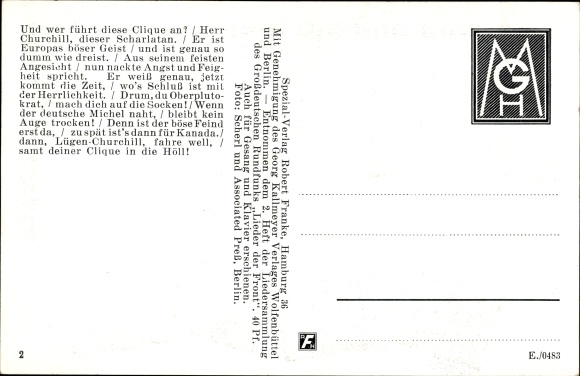 Und wer führt diese Clique an? / Herr
Churchill, dieser Scharlatan. / Er ist
Europas böser Geist / und ist genau so
dumm wie dreist. / Aus seinem feisten
Angesicht / nun nackte Angst und Feig-
heit spricht. Er weiß genau, jetzt
kommt die Zeit, / wo's Schluß ist mit
der Herrlichkeit. / Drum, du Oberpluto-
krat, / mach dich auf die Socken! / Wenn
der deutsche Michel naht, / bleibt kein
Auge trocken! / Denn ist der böse Feind
erst da, / zu spät ist's dann für Kanada. /
dann, Lügen-Churchill, fahre well, /
samt deiner Clique in die Höll!
Spezial-Verlag Robert Franke, Hamburg 36
Mit Genehmigung des Georg Kallmeyer Verlages Wolfenbüttel
und Berlin. — Entnommen dem 2. Heft der Liedersammlung
des Großdeutschen Rundfunks „Lieder der Front". 40 Pf.
Auch für Gesang und Klavier erschienen.
Foto: Scherl und Associated Preß, Berlin.
MGH
RFH
2
E./0483